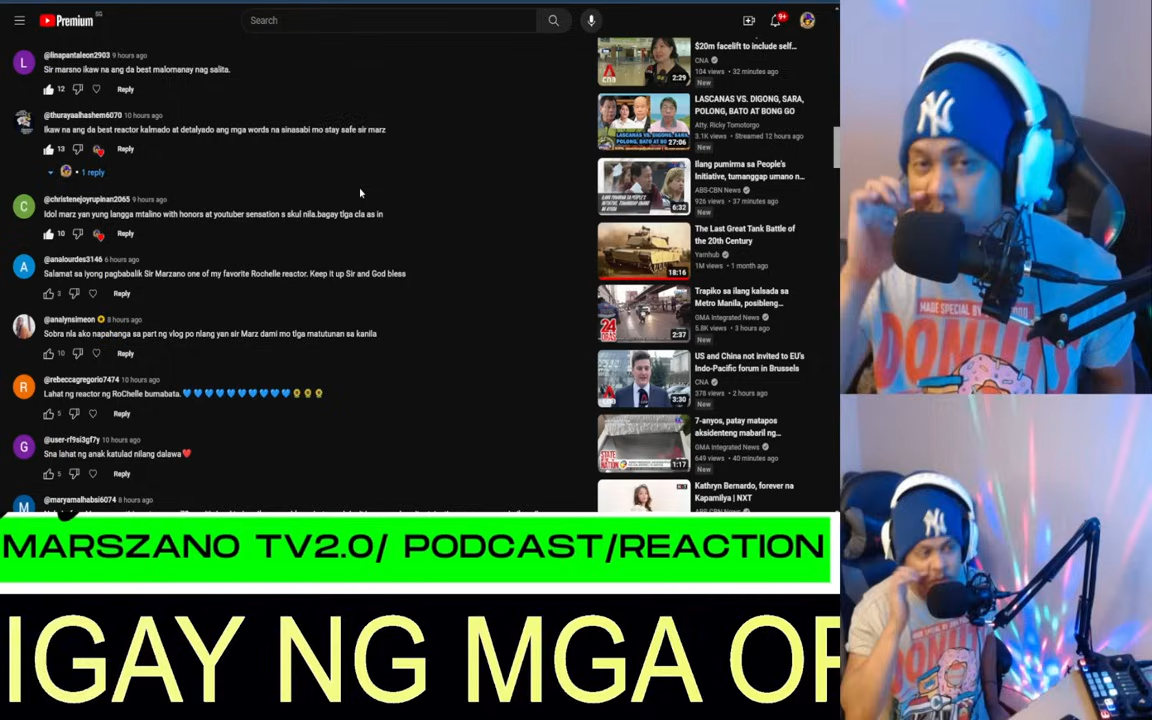 Premium
BG
Search
9+
@linapantaleon2903 9 hours ago
Sir marsno ikaw na ang da best malomanay nag salita.
12
Reply
@thurayaalhashem6070 10 hours ago
Ikaw na ang da best reactor kalmado at detalyado ang mga words na sinasabi mo stay safe sir marz
13
Reply
1 reply
@christenejoyrupinan2065 9 hours ago
Idol marz yan yung langga mtalino with honors at youtuber sensation s skul nila.bagay tlga cla as in
10
Reply
@analourdes3146 6 hours ago
Salamat sa iyong pagbabalik Sir Marzano one of my favorite Rochelle reactor. Keep it up Sir and God bless
3
Reply
@analynsimeon 8 hours ago
Sobra nla ako napahanga sa part ng vlog po nlang yan sir Marz dami mo tlga matutunan sa kanila
10
Reply
@rebeccagregorio7474 10 hours ago
Lahat ng reactor ng RoChelle bumabata.💙💙💙💙💙💙💙💙💙💙💙🌻🌻🌻
5
Reply
@user-rf9si3gf7y 10 hours ago
Sna lahat ng anak katulad nilang dalawa❤️
5
Reply
@maryamalhabsi6074 8 hours ago
$20m facelift to include self...
CNA
104 views • 32 minutes ago
New
2:29
LASCANAS VS. DIGONG, SARA,
POLONG, BATO AT BONG GO
Atty. Ricky Tomotorgo
3.1K views • Streamed 12 hours ago
New
27:06
Ilang pumirma sa People's
Initiative, tumanggap umano n...
ABS-CBN News
926 views • 37 minutes ago
New
6:32
The Last Great Tank Battle of
the 20th Century
Yarnhub
1M views • 1 month ago
18:16
Trapiko sa ilang kalsada sa
Metro Manila, posibleng...
GMA Integrated News
5.8K views • 3 hours ago
New
24
2:37
US and China not invited to EU's
Indo-Pacific forum in Brussels
CNA
378 views • 2 hours ago
New
3:30
7-anyos, patay matapos
aksidenteng mabaril ng...
GMA Integrated News
649 views • 40 minutes ago
New
1:17
Kathryn Bernardo, forever na
Kapamilya | NXT
MARSZANO TV2.0/ PODCAST/REACTION
IGAY NG MGA OP
MADE SPECIAL BY
DONUT
DONUT